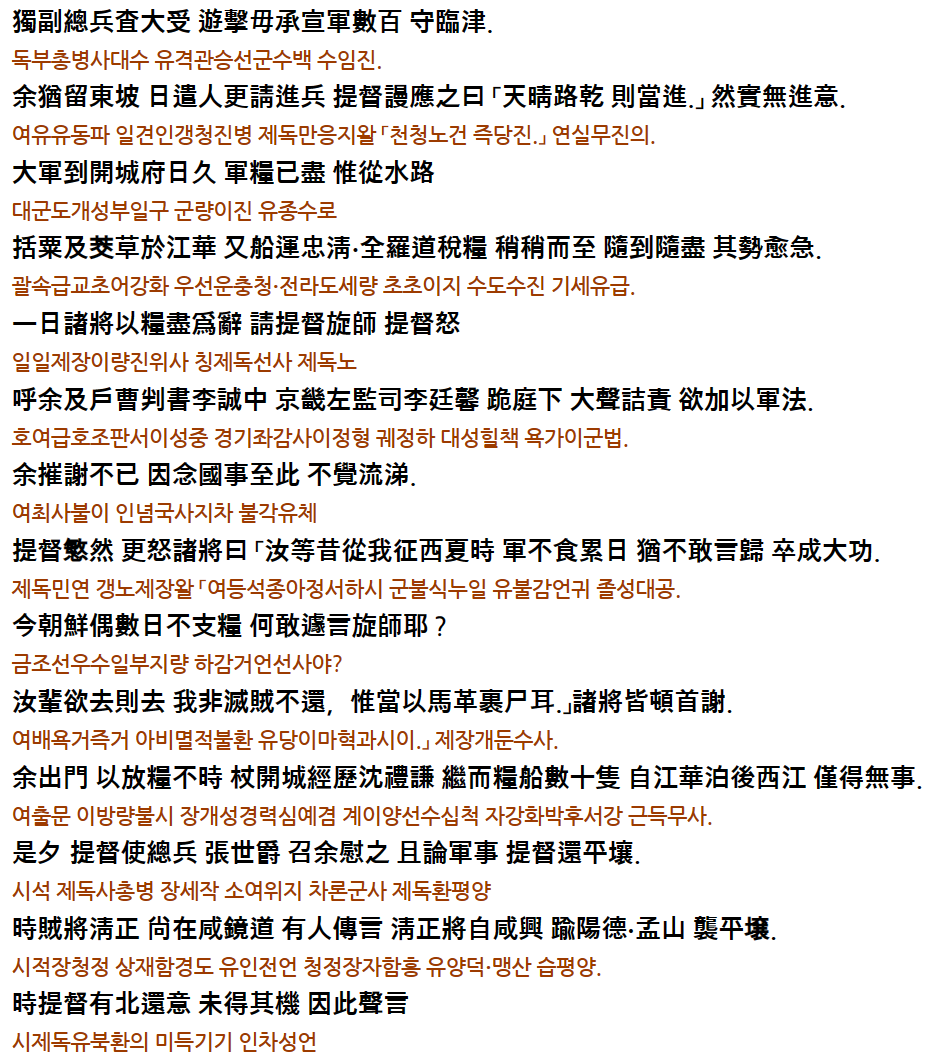 獨副總兵査大受 遊擊毋承宣軍數百 守臨津.
독부총병사대수 유격관승선군수백 수임진.
余猶留東坡 日遣人更請進兵 提督謾應之曰「天晴路乾 則當進.」 然實無進意.
여유유동파 일견인갱청진병 제독만응지왈「천청노건 즉당진.」 연실무진의.
大軍到開城府日久 軍糧已盡 惟從水路
대군도개성부일구 군량이진 유종수로
括粟及茭草於江華 又船運忠淸·全羅道稅糧 稍稍而至 隨到隨盡 其勢愈急.
괄속급교초어강화 우선운충청·전라도세량 초초이지 수도수진 기세유급.
一日諸將以糧盡爲辭 請提督旋師 提督怒
일일제장이량진위사 칭제독선사 제독노
呼余及戶曹判書李誠中 京畿左監司李廷馨 跪庭下 大聲詰責 欲加以軍法.
호여급호조판서이성중 경기좌감사이정형 궤정하 대성힐책 욕가이군법.
余摧謝不已 因念國事至此 不覺流涕.
여최사불이 인념국사지차 불각유체
提督愍然 更怒諸將曰「汝等昔從我征西夏時 軍不食累日 猶不敢言歸 卒成大功.
제독민연 갱노제장왈「여등석종아정서하시 군불식누일 유불감언귀 졸성대공.
今朝鮮偶數日不支糧 何敢遽言旋師耶?
금조선우수일부지량 하감거언선사야?
汝輩欲去則去 我非滅賊不還, 惟當以馬革裹尸耳.」諸將皆頓首謝.
여배욕거즉거 아비멸적불환 유당이마혁과시이.」 제장개둔수사.
余出門 以放糧不時 杖開城經歷沈禮謙 繼而糧船數十隻 自江華泊後西江 僅得無事.
여출문 이방량불시 장개성경력심예겸 계이양선수십척 자강화박후서강 근득무사.
是夕 提督使總兵 張世爵 召余慰之 且論軍事 提督還平壤.
시석 제독사총병 장세작 소여위지 차론군사 제독환평양
時賊將淸正 尙在咸鏡道 有人傳言 淸正將自咸興 踰陽德·孟山 襲平壤.
시적장청정 상재함경도 유인전언 청정장자함흥 유양덕·맹산 습평양.
時提督有北還意 未得其機 因此聲言
시제독유북환의 미득기기 인차성언